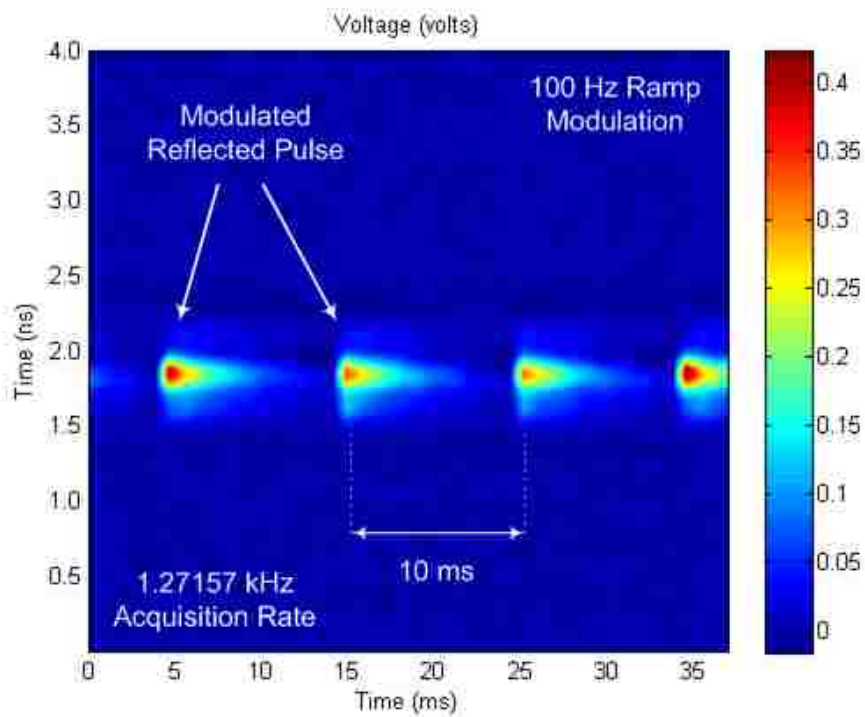 Voltage (volts)
4.0
3.5
3.0
2.5
2.0
1.5
1.0
0.5
Time (ns)
Modulated
Reflected Pulse
100 Hz Ramp
Modulation
10 ms
1.27157 kHz
Acquisition Rate
0
5
10
15
20
25
30
35
Time (ms)
0.4
0.35
0.3
0.25
0.2
0.15
0.1
0.05
0